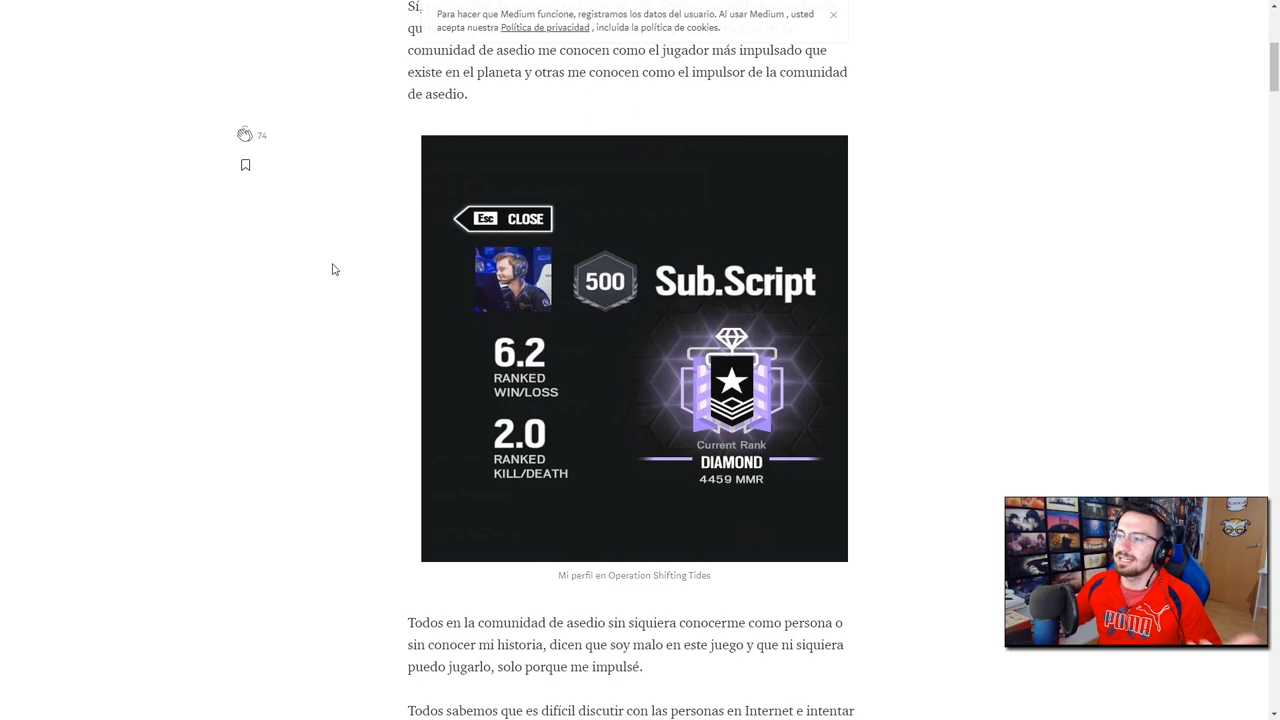 Sí,
Para hacer que Medium funcione, registramos los datos del usuario. Al usar Medium , usted
acepta nuestra Política de privacidad , incluida la política de cookies.
comunidad de asedio me conocen como el jugador más impulsado que
existe en el planeta y otras me conocen como el impulsor de la comunidad
de asedio.
74
Esc CLOSE
500
Sub.Script
6.2
RANKED
WIN/LOSS
2.0
RANKED
KILL/DEATH
Current Rank
DIAMOND
4459 MMR
Mi perfil en Operation Shifting Tides
Todos en la comunidad de asedio sin siquiera conocerme como persona o
sin conocer mi historia, dicen que soy malo en este juego y que ni siquiera
puedo jugarlo, solo porque me impulsé.
Todos sabemos que es difícil discutir con las personas en Internet e intentar
PUMA